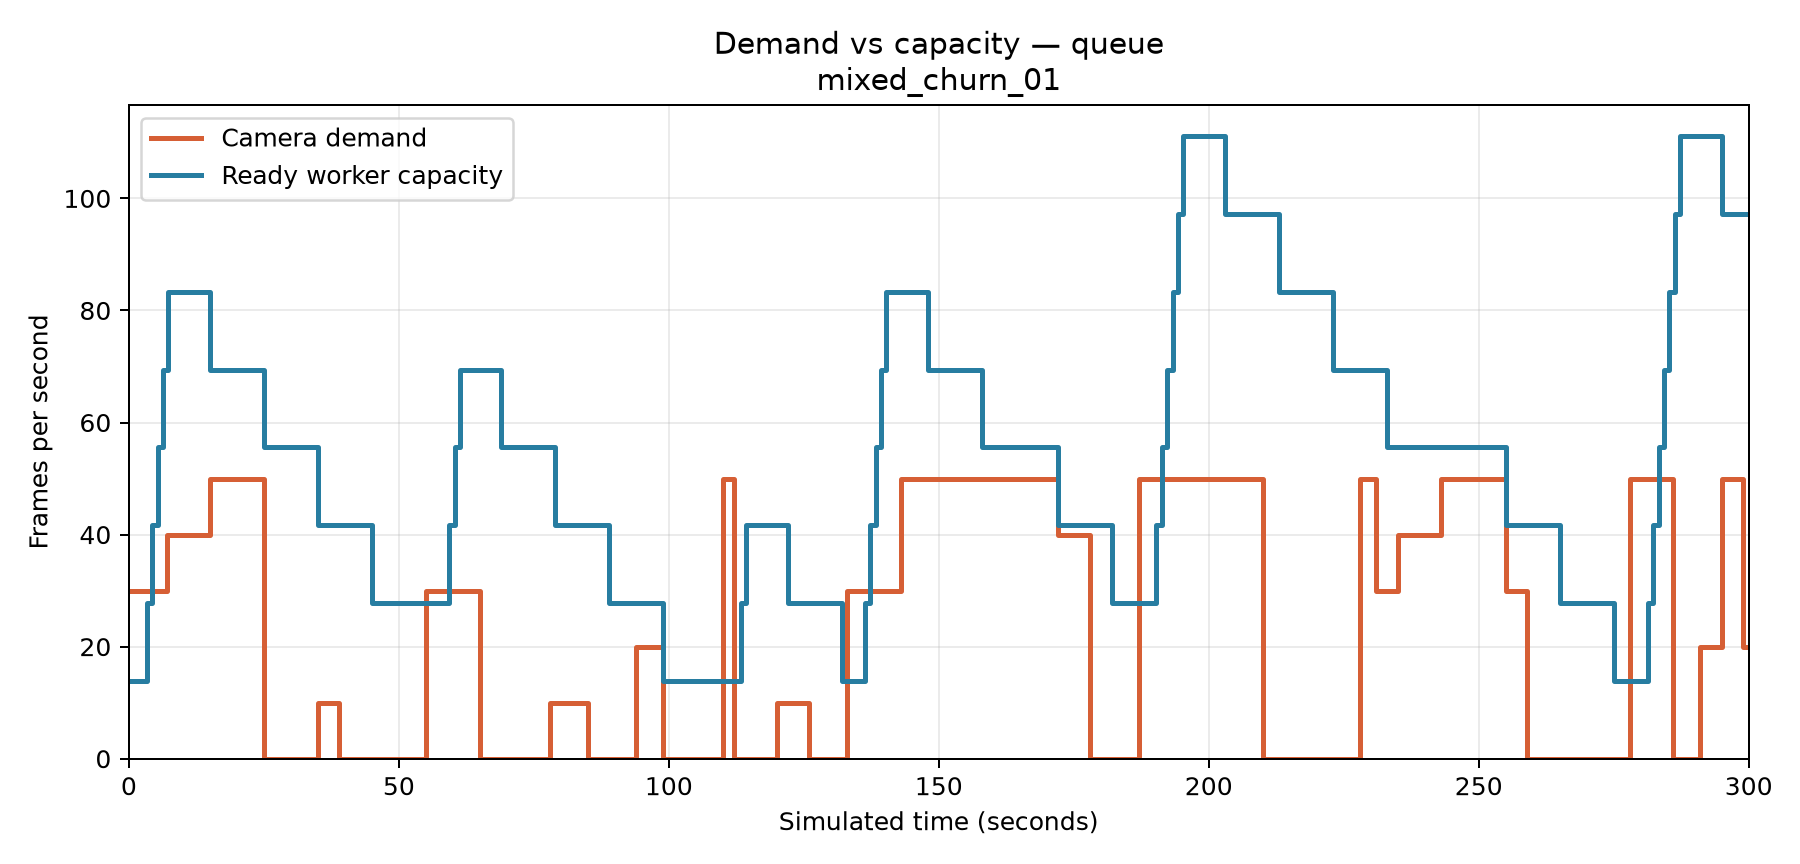 Demand vs capacity — queue
mixed_churn_01
Camera demand
Ready worker capacity
Frames per second
100
80
60
40
20
0
0 50 100 150 200 250 300
Simulated time (seconds)